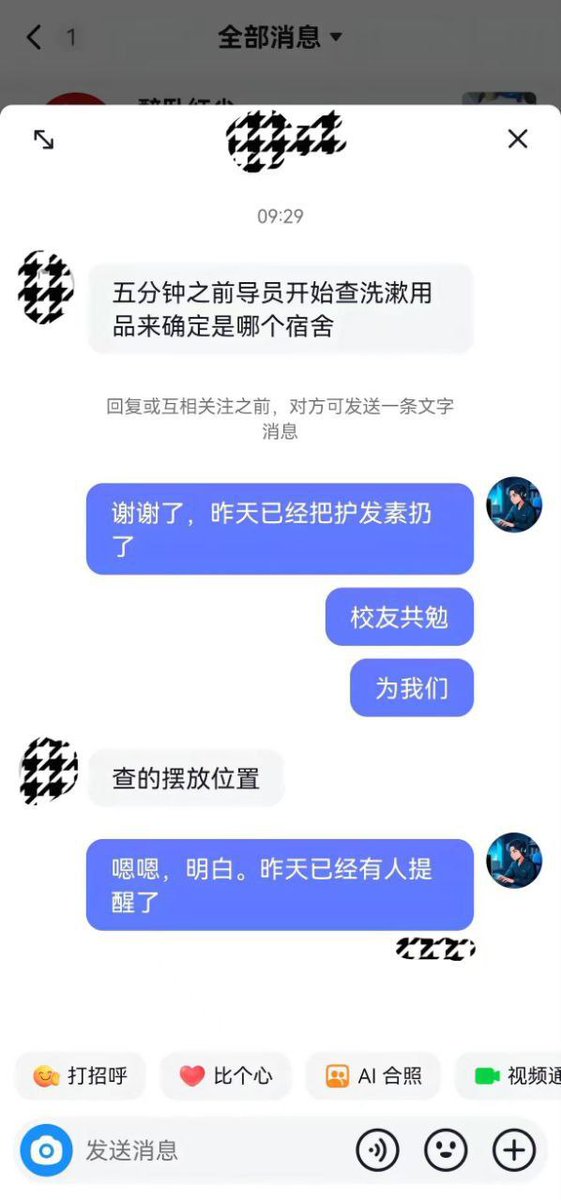 1
全部消息
09:29
五分钟之前导员开始查洗漱用
品来确定是哪个宿舍
回复或互相关注之前，对方可发送一条文字
消息
谢谢了，昨天已经把护发素扔
了
校友共勉
为我们
查的摆放位置
嗯嗯，明白。昨天已经有人提
醒了
打招呼
比个心
AI 合照
视频通
发送消息